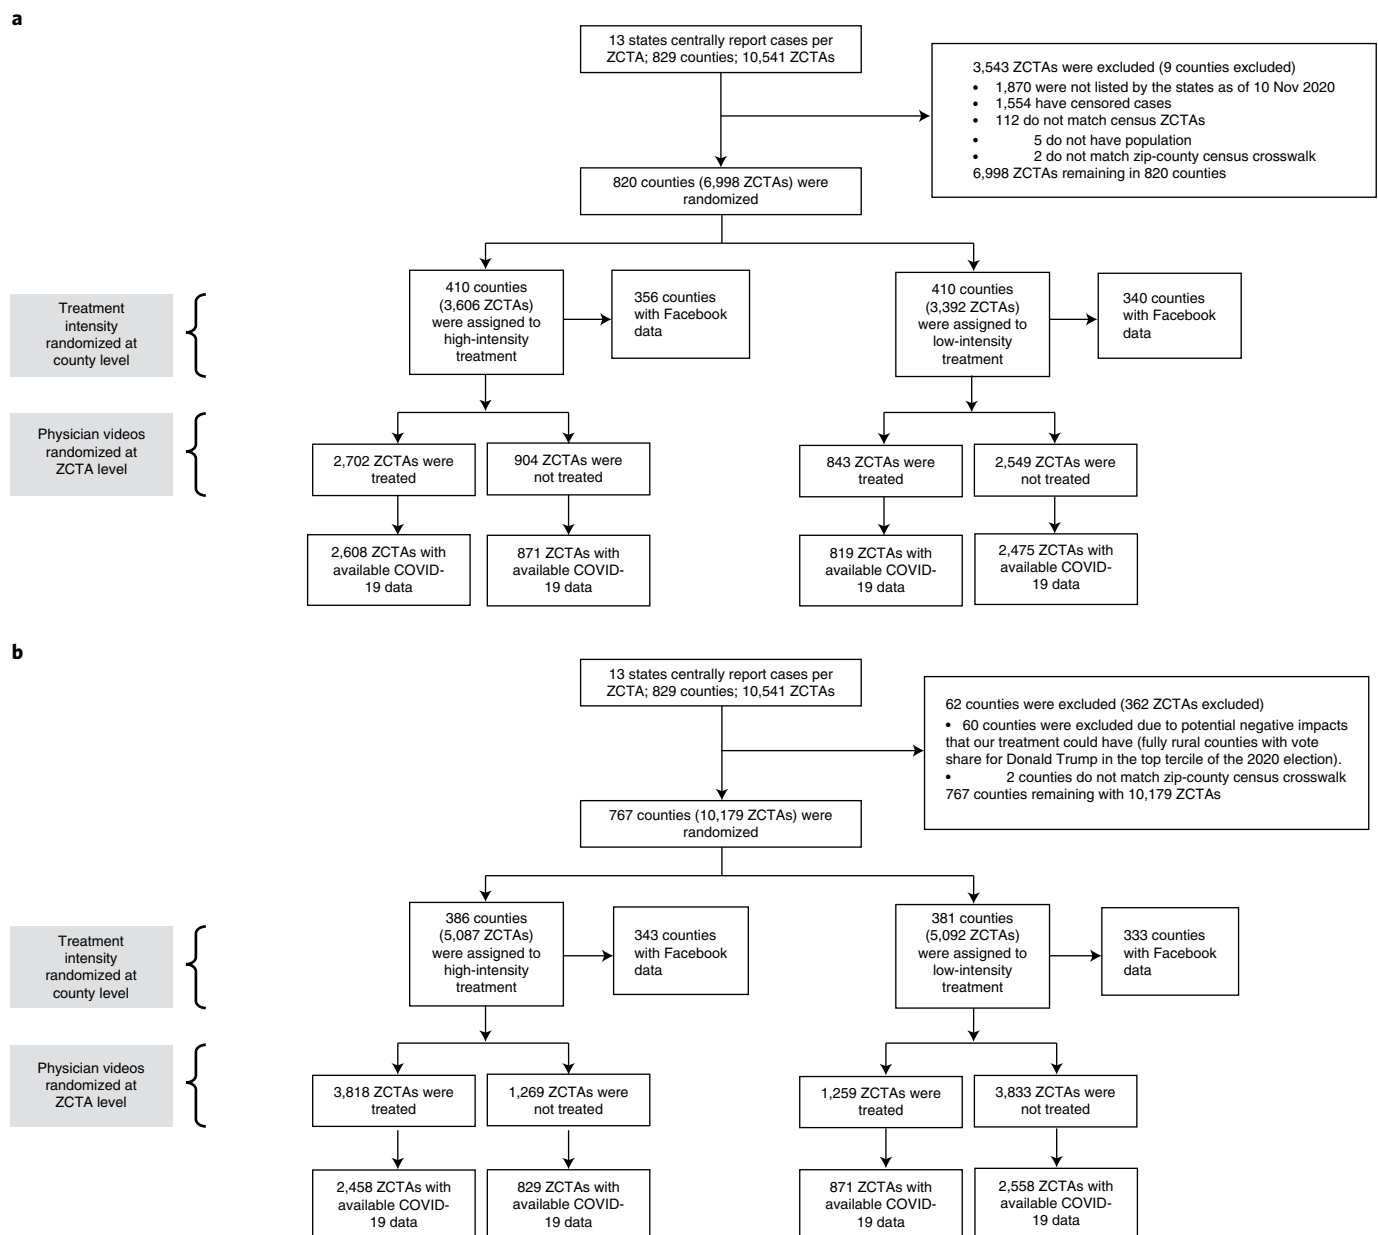 a
13 states centrally report cases per
ZCTA; 829 counties; 10,541 ZCTAs
3,543 ZCTAs were excluded (9 counties excluded)
• 1,870 were not listed by the states as of 10 Nov 2020
• 1,554 have censored cases
• 112 do not match census ZCTAs
• 5 do not have population
• 2 do not match zip-county census crosswalk
6,998 ZCTAs remaining in 820 counties
820 counties (6,998 ZCTAs) were
randomized
Treatment
intensity
randomized at
county level
410 counties
(3,606 ZCTAs)
were assigned to
high-intensity
treatment
356 counties
with Facebook
data
410 counties
(3,392 ZCTAs)
were assigned to
low-intensity
treatment
340 counties
with Facebook
data
Physician videos
randomized at
ZCTA level
2,702 ZCTAs were
treated
904 ZCTAs were
not treated
843 ZCTAs were
treated
2,549 ZCTAs were
not treated
2,608 ZCTAs with
available COVID-
19 data
871 ZCTAs with
available COVID-
19 data
819 ZCTAs with
available COVID-
19 data
2,475 ZCTAs with
available COVID-
19 data
b
13 states centrally report cases per
ZCTA; 829 counties; 10,541 ZCTAs
62 counties were excluded (362 ZCTAs excluded)
• 60 counties were excluded due to potential negative impacts
that our treatment could have (fully rural counties with vote
share for Donald Trump in the top tercile of the 2020 election).
• 2 counties do not match zip-county census crosswalk
767 counties remaining with 10,179 ZCTAs
767 counties (10,179 ZCTAs) were
randomized
Treatment
intensity
randomized at
county level
386 counties
(5,087 ZCTAs)
were assigned to
high-intensity
treatment
343 counties
with Facebook
data
381 counties
(5,092 ZCTAs)
were assigned to
low-intensity
treatment
333 counties
with Facebook
data
Physician videos
randomized at
ZCTA level
3,818 ZCTAs were
treated
1,269 ZCTAs were
not treated
1,259 ZCTAs were
treated
3,833 ZCTAs were
not treated
2,458 ZCTAs with
available COVID-
19 data
829 ZCTAs with
available COVID-
19 data
871 ZCTAs with
available COVID-
19 data
2,558 ZCTAs with
available COVID-
19 data